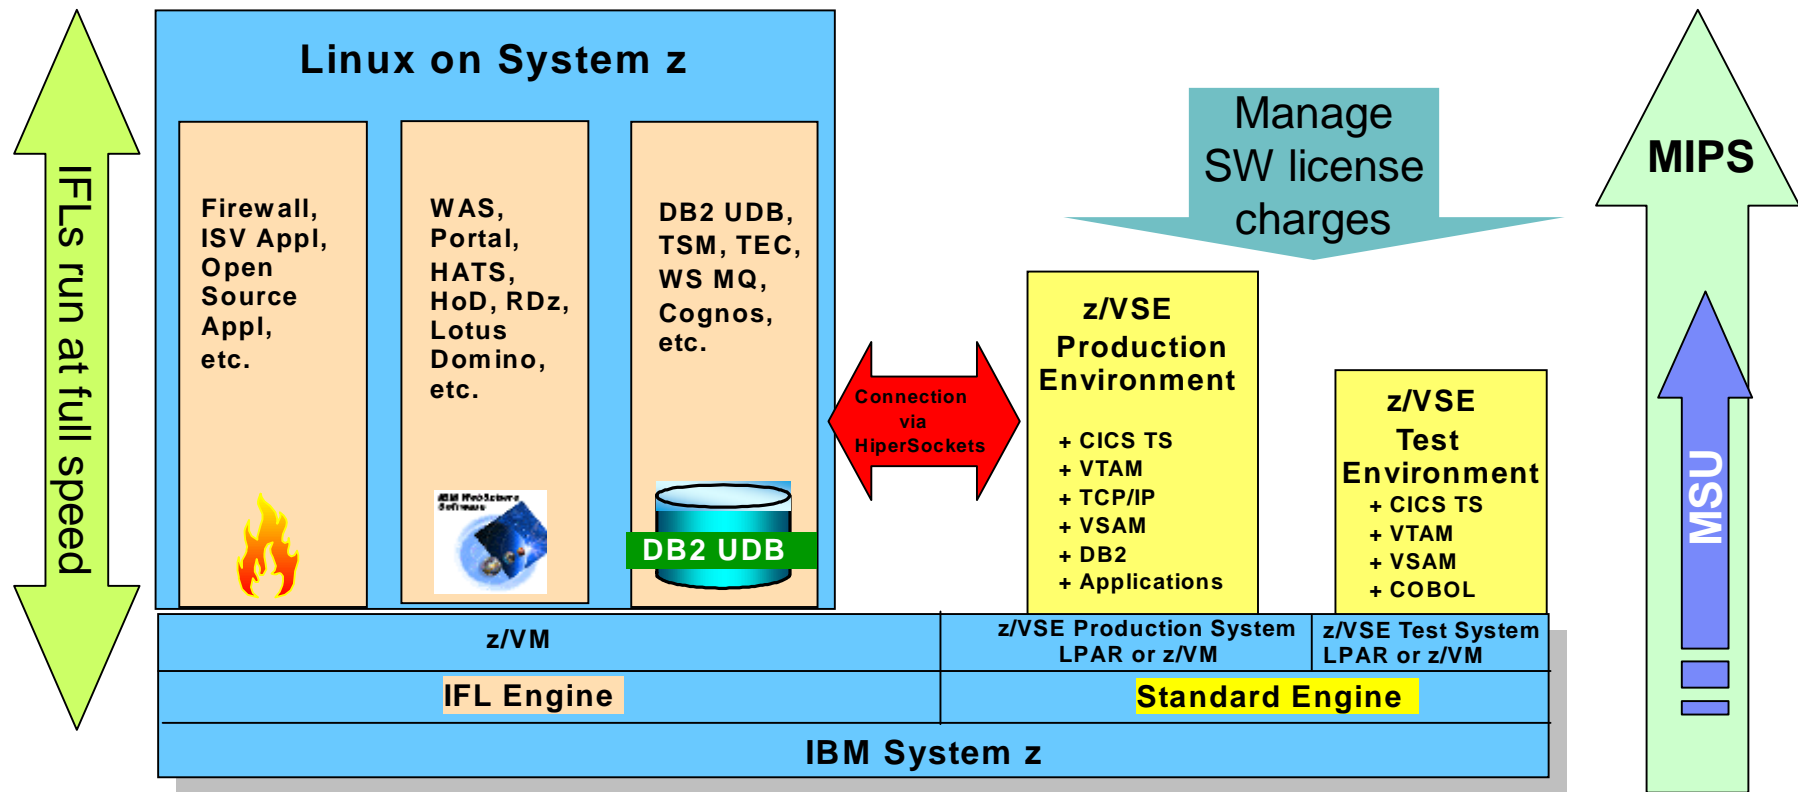 IFLs run at full speed
Linux on System z
Firewall,
ISV Appl,
Open
Source
Appl,
etc.
WAS,
Portal,
HATS,
HoD, RDz,
Lotus
Domino,
etc.
IBM WebSphere
Software
DB2 UDB,
TSM, TEC,
WS MQ,
Cognos,
etc.
DB2 UDB
Connection
via
HiperSockets
Manage
SW license
charges
z/VSE
Production
Environment
+ CICS TS
+ VTAM
+ TCP/IP
+ VSAM
+ DB2
+ Applications
z/VSE
Test
Environment
+ CICS TS
+ VTAM
+ VSAM
+ COBOL
MIPS
MSU
z/VM
z/VSE Production System
LPAR or z/VM
z/VSE Test System
LPAR or z/VM
IFL Engine
Standard Engine
IBM System z